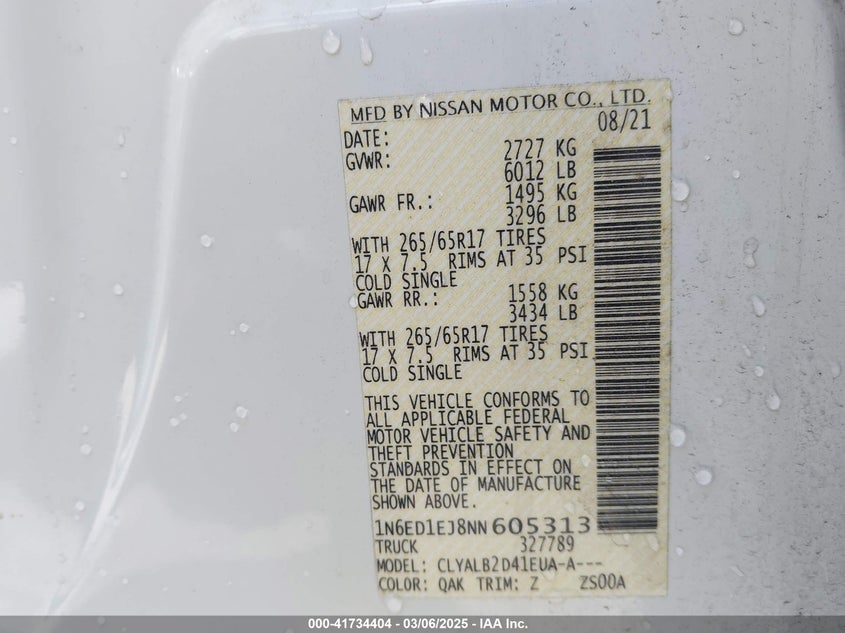 MFD BY NISSAN MOTOR CO., LTD.
DATE: 08/21
GVWR: 2727 KG
6012 LB
GAWR FR.: 1495 KG
3296 LB
WITH 265/65R17 TIRES
17 X 7.5 RIMS AT 35 PSI
COLD SINGLE
GAWR RR.: 1558 KG
3434 LB
WITH 265/65R17 TIRES
17 X 7.5 RIMS AT 35 PSI
COLD SINGLE
THIS VEHICLE CONFORMS TO
ALL APPLICABLE FEDERAL
MOTOR VEHICLE SAFETY AND
THEFT PREVENTION
STANDARDS IN EFFECT ON
THE DATE OF MANUFACTURE
SHOWN ABOVE.
1N6ED1EJ8NN605313
TRUCK 327789
MODEL: CLYALB2D41EUA-A---
COLOR: QAK TRIM: Z ZS00A
000-41734404 - 03/06/2025 - IAA Inc.